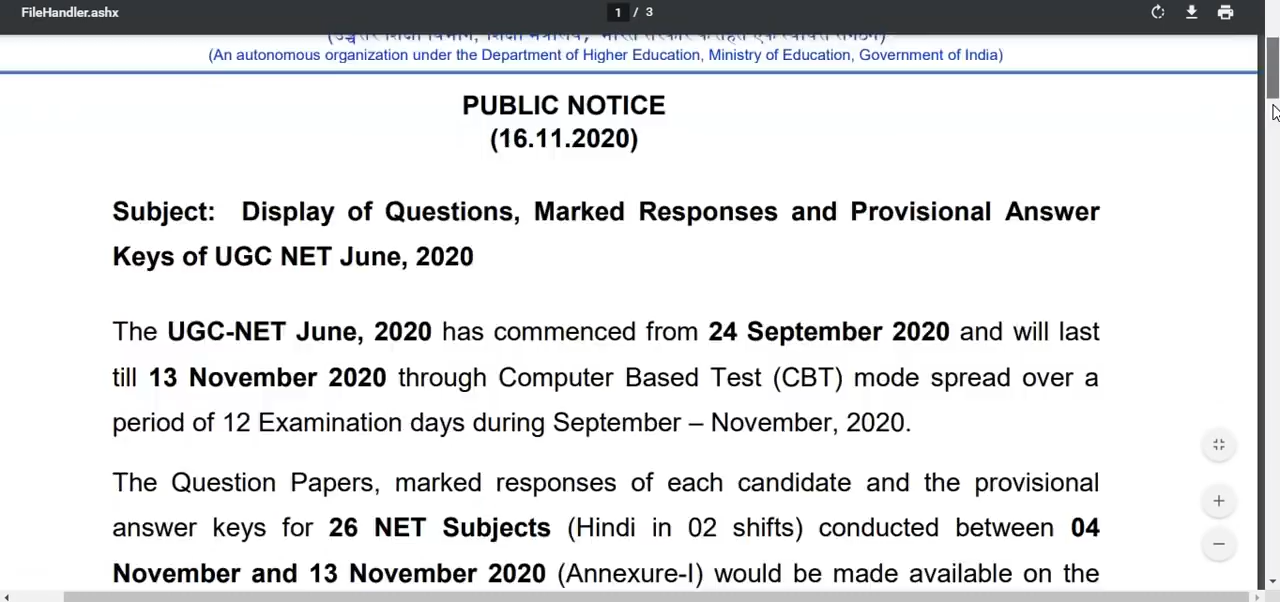 FileHandler.ashx
1 / 3
(An autonomous organization under the Department of Higher Education, Ministry of Education, Government of India)
PUBLIC NOTICE
(16.11.2020)
Subject: Display of Questions, Marked Responses and Provisional Answer
Keys of UGC NET June, 2020
The UGC-NET June, 2020 has commenced from 24 September 2020 and will last
till 13 November 2020 through Computer Based Test (CBT) mode spread over a
period of 12 Examination days during September – November, 2020.
The Question Papers, marked responses of each candidate and the provisional
answer keys for 26 NET Subjects (Hindi in 02 shifts) conducted between 04
November and 13 November 2020 (Annexure-I) would be made available on the